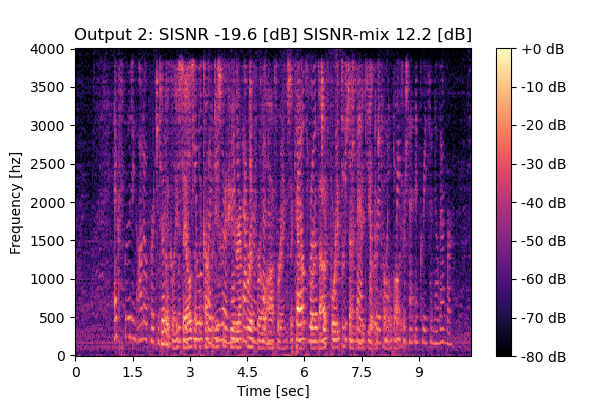 Output 2: SISNR -19.6 [dB] SISNR-mix 12.2 [dB]
4000
3500
3000
2500
2000
1500
1000
500
0
Frequency [hz]
0 1.5 3 4.5 6 7.5 9
Time [sec]
+0 dB
-10 dB
-20 dB
-30 dB
-40 dB
-50 dB
-60 dB
-70 dB
-80 dB